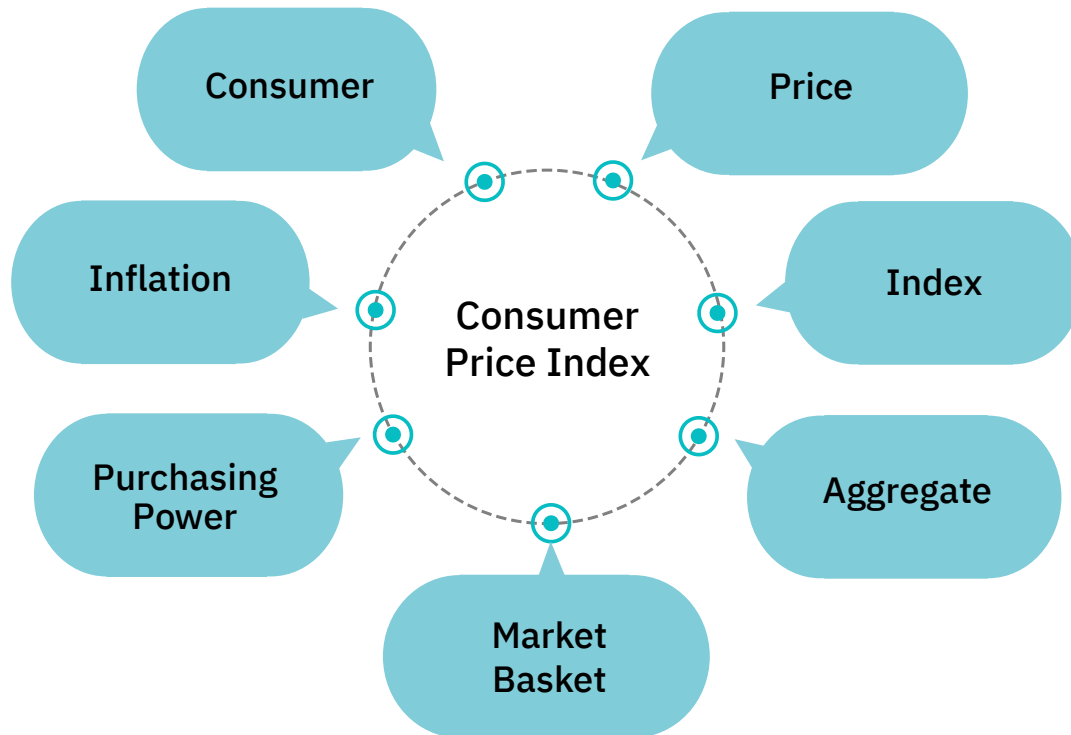 Consumer
Price
Inflation
Index
Consumer
Price Index
Purchasing
Power
Aggregate
Market
Basket